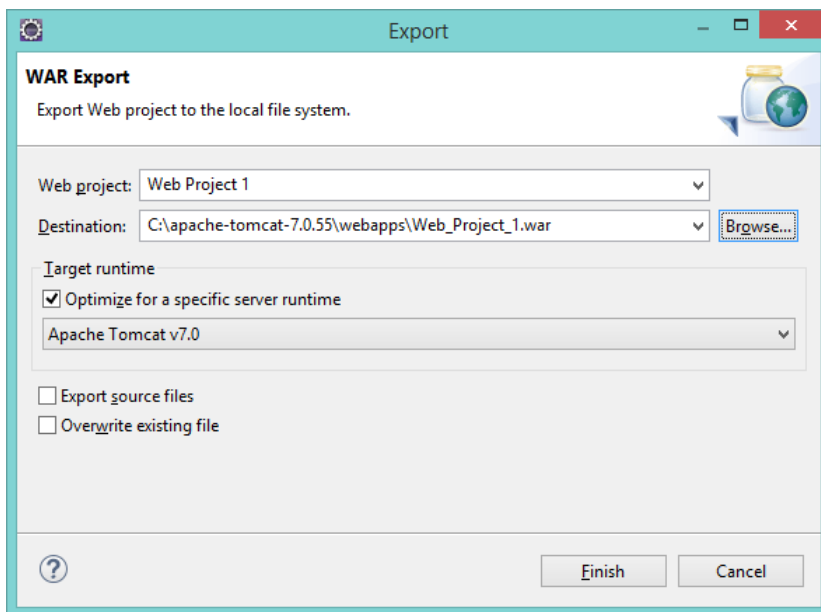 Export
WAR Export
Export Web project to the local file system.
Web project: Web Project 1
Destination: C:\apache-tomcat-7.0.55\webapps\Web_Project_1.war Browse...
Target runtime
Optimize for a specific server runtime
Apache Tomcat v7.0
Export source files
Overwrite existing file
? Finish Cancel